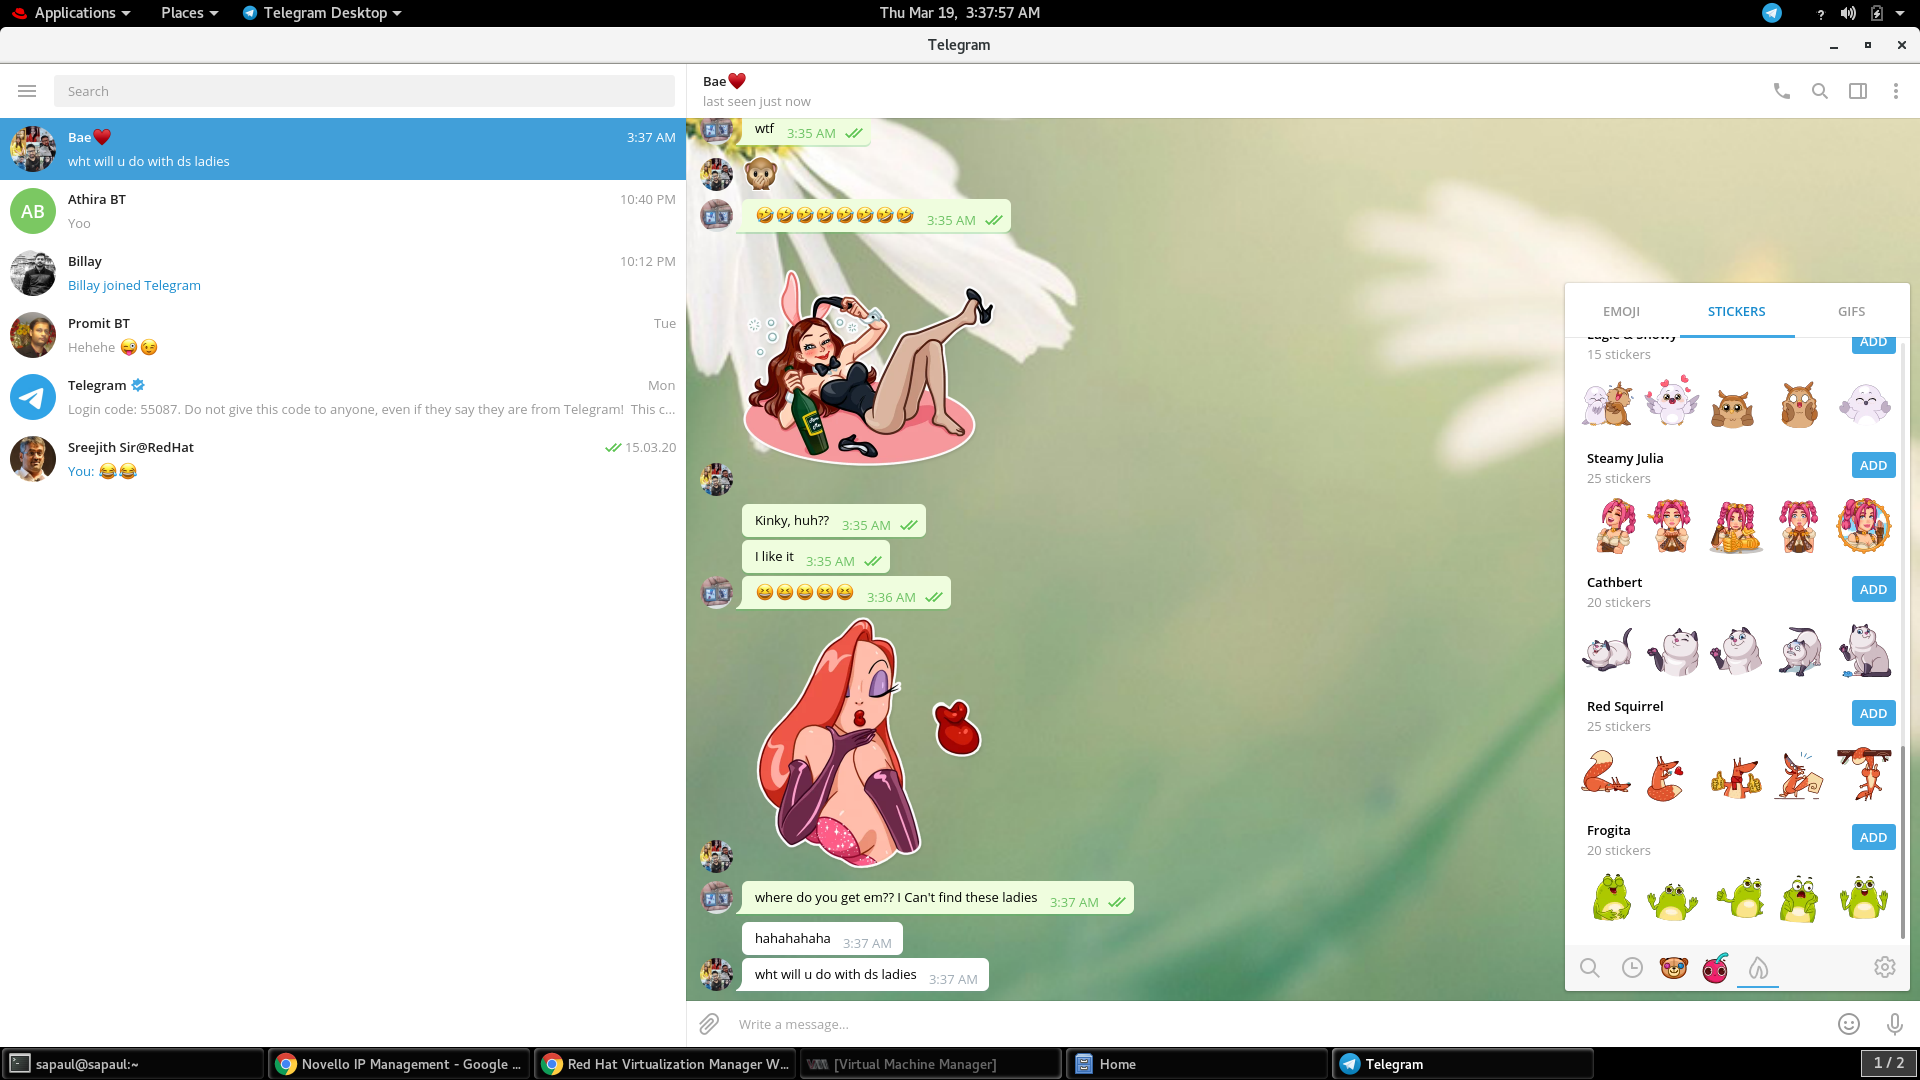 Applications Places Telegram Desktop Thu Mar 19, 3:37:57 AM ?
Telegram
Search
Bae 3:37 AM
wht will u do with ds ladies
AB
Athira BT 10:40 PM
Yoo
Billay 10:12 PM
Billay joined Telegram
Promit BT Tue
Hehehe 😜😉
Telegram Mon
Login code: 55087. Do not give this code to anyone, even if they say they are from Telegram! This c...
Sreejith Sir@RedHat 15.03.20
You: 😂😂
Bae❤
last seen just now
wtf 3:35 AM
🤣🤣🤣🤣🤣🤣🤣🤣 3:35 AM
Kinky, huh?? 3:35 AM
I like it 3:35 AM
😆😆😆😆😆 3:36 AM
where do you get em?? I Can't find these ladies 3:37 AM
hahahahaha 3:37 AM
wht will u do with ds ladies 3:37 AM
Write a message...
EMOJI STICKERS GIFS
Eagle & Snowy ADD
15 stickers
Steamy Julia ADD
25 stickers
Cathbert ADD
20 stickers
Red Squirrel ADD
25 stickers
Frogita ADD
20 stickers
sapaul@sapaul:~ Novello IP Management - Google ... Red Hat Virtualization Manager W... [Virtual Machine Manager] Home Telegram 1 / 2